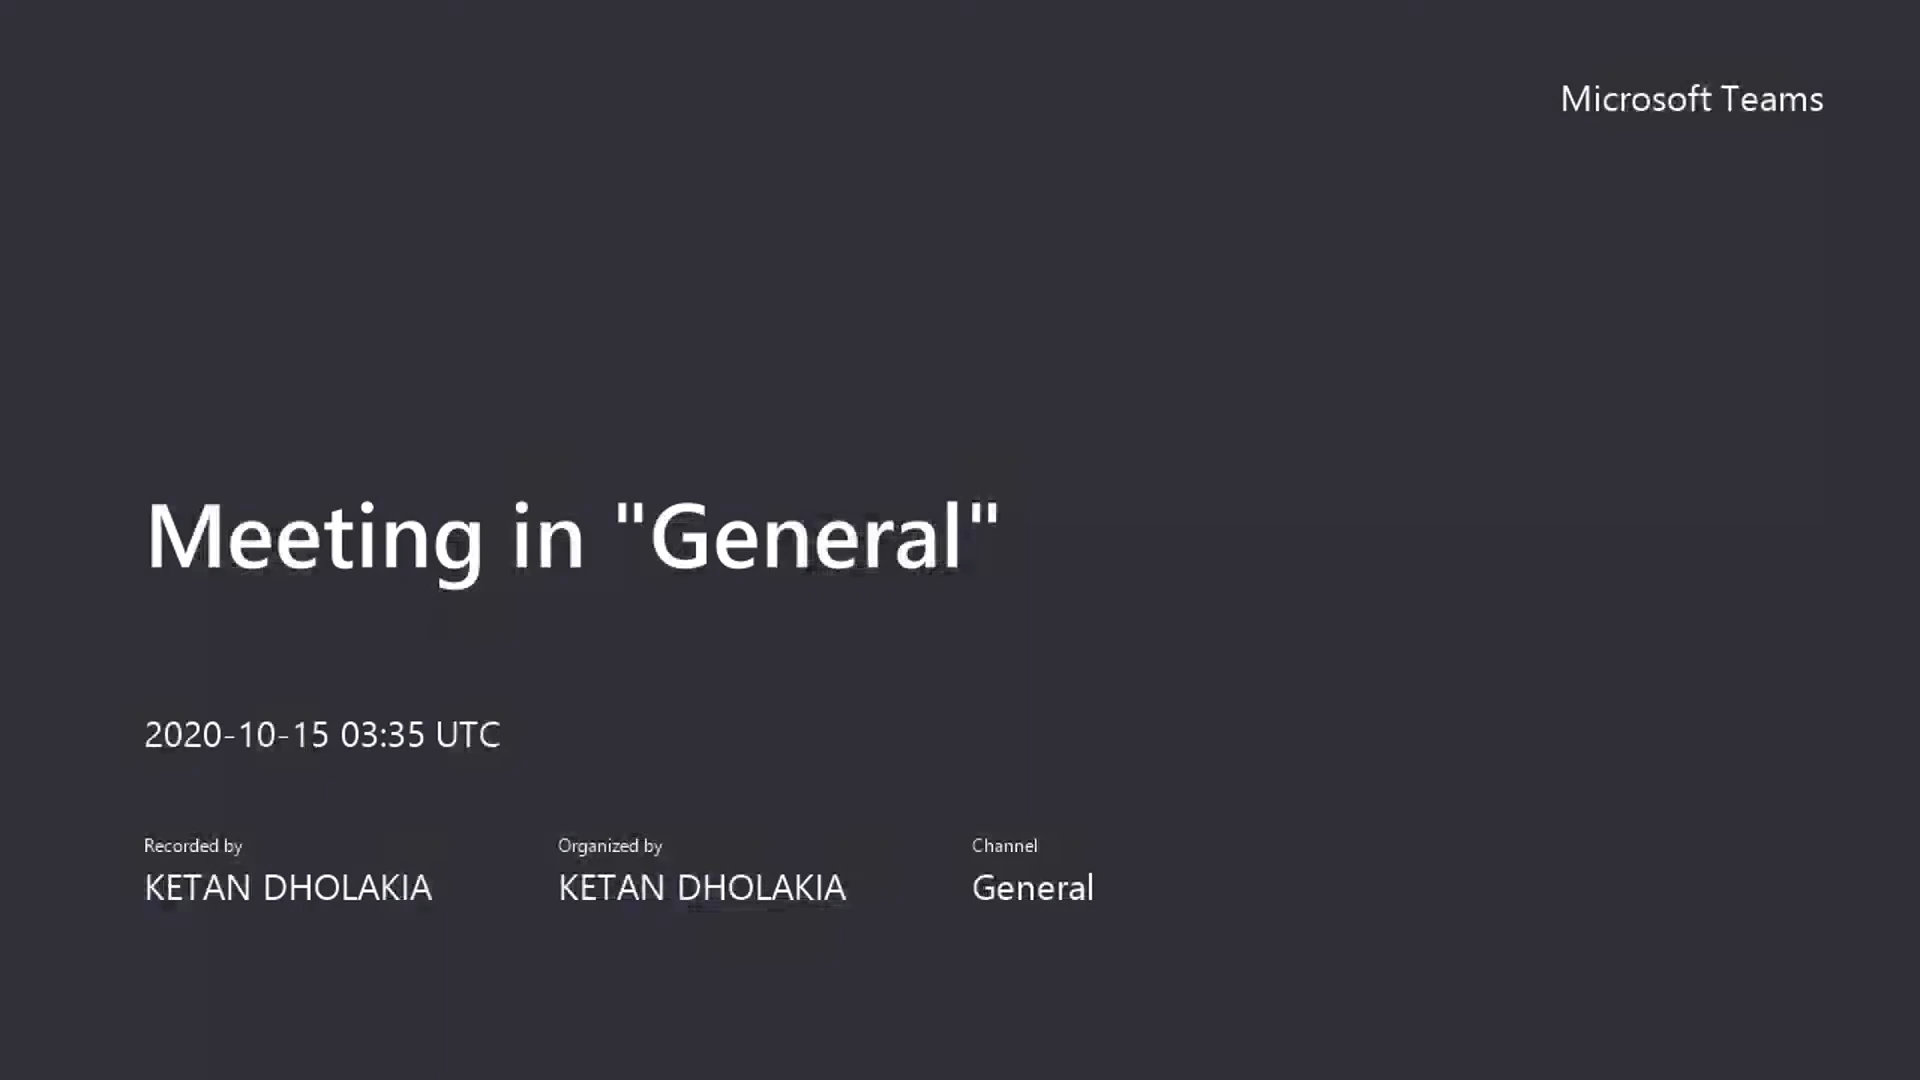 Microsoft Teams
Meeting in "General"
2020-10-15 03:35 UTC
Recorded by
KETAN DHOLAKIA
Organized by
KETAN DHOLAKIA
Channel
General